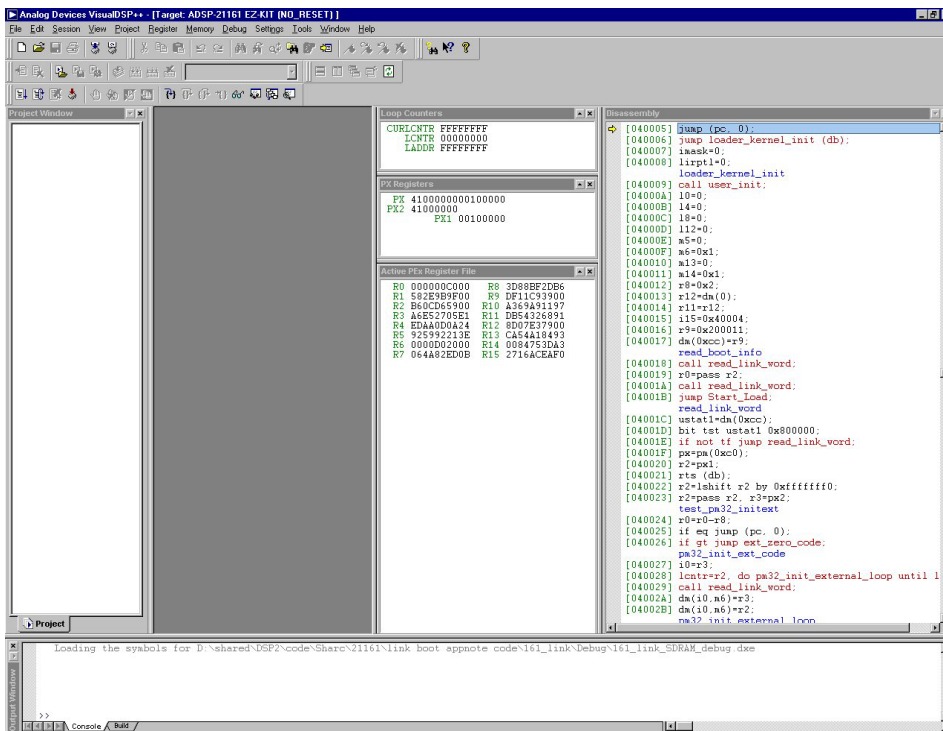 Analog Devices VisualDSP++ - [Target: ADSP-21161 EZ-KIT (NO_RESET) ]
File Edit Session View Project Register Memory Debug Settings Tools Window Help
Project Window
Project
Loop Counters
CURLCNTR FFFFFFFF
LCNTR 00000000
LADDR FFFFFFFF
PX Registers
PX 4100000000100000
PX2 41000000
PX1 00100000
Active PEx Register File
R0 000000C000 R8 3D88BF2DB6
R1 582E9B9F00 R9 DF11C93900
R2 B60CD65900 R10 A369A91197
R3 A6E52705E1 R11 DB54326891
R4 EDAA0D0A24 R12 8D07E37900
R5 925992213E R13 CA54A18493
R6 0000D02000 R14 0084753DA3
R7 064A82ED0B R15 2716ACEAF0
Disassembly
[040005] jump (pc, 0);
[040006] jump loader_kernel_init (db);
[040007] imask=0;
[040008] lirptl=0;
loader_kernel_init
[040009] call user_init;
[04000A] l0=0;
[04000B] l4=0;
[04000C] l8=0;
[04000D] l12=0;
[04000E] m5=0;
[04000F] m6=0x1;
[040010] m13=0;
[040011] m14=0x1;
[040012] r8=0x2;
[040013] r12=dm(0);
[040014] r11=r12;
[040015] i15=0x40004;
[040016] r9=0x200011;
[040017] dm(0xcc)=r9;
read_boot_info
[040018] call read_link_word;
[040019] r0=pass r2;
[04001A] call read_link_word;
[04001B] jump Start_Load;
read_link_word
[04001C] ustat1=dm(0xcc);
[04001D] bit tst ustat1 0x800000;
[04001E] if not tf jump read_link_word;
[04001F] px=pm(0xc0);
[040020] r2=px1;
[040021] rts (db);
[040022] r2=lshift r2 by 0xfffffff0;
[040023] r2=pass r2, r3=px2;
test_pm32_initext
[040024] r0=r0-r8;
[040025] if eq jump (pc, 0);
[040026] if gt jump ext_zero_code;
pm32_init_ext_code
[040027] i0=r3;
[040028] lcntr=r2, do pm32_init_external_loop until l
[040029] call read_link_word;
[04002A] dm(i0,m6)=r3;
[04002B] dm(i0,m6)=r2;
pm32_init_external_loop
Output Window
Loading the symbols for D:\shared\DSP2\code\Sharc\21161\link boot appnote code\161_link\Debug\161_link_SDRAM_debug.dxe
>>
Console Build